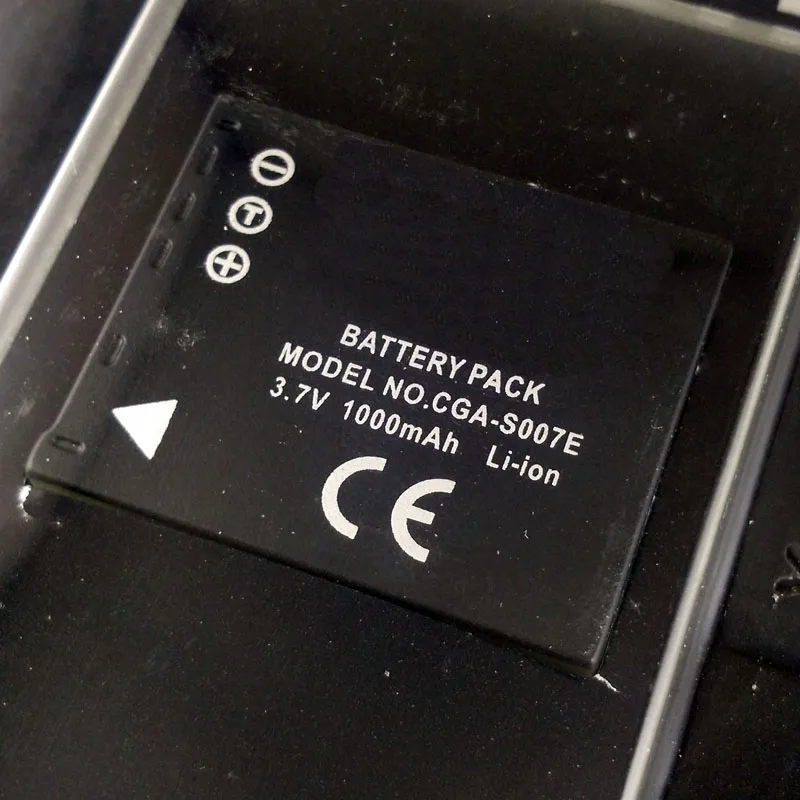 T
BATTERY PACK
MODEL NO.CGA-S007E
3.7V 1000mAh Li-ion
CE